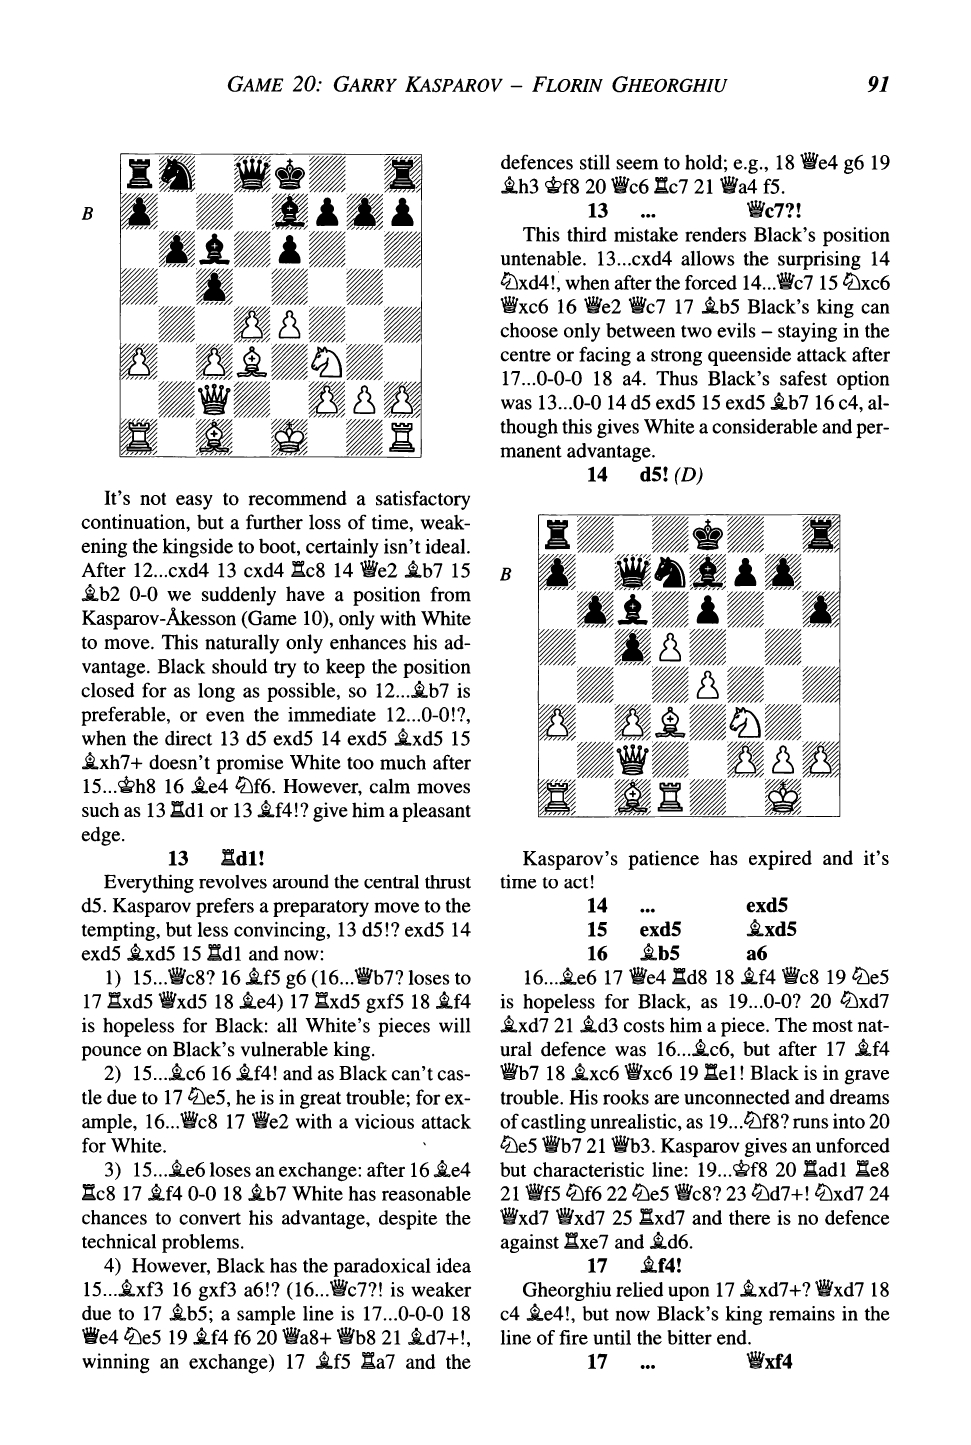 GAME 20: GARRY KASPAROV – FLORIN GHEORGHIU 91
B
It's not easy to recommend a satisfactory
continuation, but a further loss of time, weak-
ening the kingside to boot, certainly isn't ideal.
After 12...cxd4 13 cxd4 ♖c8 14 ♕e2 ♗b7 15
♗b2 0-0 we suddenly have a position from
Kasparov-Åkesson (Game 10), only with White
to move. This naturally only enhances his ad-
vantage. Black should try to keep the position
closed for as long as possible, so 12...♗b7 is
preferable, or even the immediate 12...0-0!?,
when the direct 13 d5 exd5 14 exd5 ♗xd5 15
♗xh7+ doesn't promise White too much after
15...♔h8 16 ♗e4 ♘f6. However, calm moves
such as 13 ♖d1 or 13 ♗f4!? give him a pleasant
edge.
13 ♖d1!
Everything revolves around the central thrust
d5. Kasparov prefers a preparatory move to the
tempting, but less convincing, 13 d5!? exd5 14
exd5 ♗xd5 15 ♖d1 and now:
1) 15...♕c8? 16 ♗f5 g6 (16...♕b7? loses to
17 ♖xd5 ♕xd5 18 ♗e4) 17 ♖xd5 gxf5 18 ♗f4
is hopeless for Black: all White's pieces will
pounce on Black's vulnerable king.
2) 15...♗c6 16 ♗f4! and as Black can't cas-
tle due to 17 ♘e5, he is in great trouble; for ex-
ample, 16...♕c8 17 ♕e2 with a vicious attack
for White.
3) 15...♗e6 loses an exchange: after 16 ♗e4
♖c8 17 ♗f4 0-0 18 ♗b7 White has reasonable
chances to convert his advantage, despite the
technical problems.
4) However, Black has the paradoxical idea
15...♗xf3 16 gxf3 a6!? (16...♕c7?! is weaker
due to 17 ♗b5; a sample line is 17...0-0-0 18
♕e4 ♘e5 19 ♗f4 f6 20 ♕a8+ ♕b8 21 ♗d7+!,
winning an exchange) 17 ♗f5 ♖a7 and the
defences still seem to hold; e.g., 18 ♕e4 g6 19
♗h3 ♔f8 20 ♕c6 ♖c7 21 ♕a4 f5.
13 ... ♕c7?!
This third mistake renders Black's position
untenable. 13...cxd4 allows the surprising 14
♘xd4!, when after the forced 14...♕c7 15 ♘xc6
♕xc6 16 ♕e2 ♕c7 17 ♗b5 Black's king can
choose only between two evils – staying in the
centre or facing a strong queenside attack after
17...0-0-0 18 a4. Thus Black's safest option
was 13...0-0 14 d5 exd5 15 exd5 ♗b7 16 c4, al-
though this gives White a considerable and per-
manent advantage.
14 d5! (D)
B
Kasparov's patience has expired and it's
time to act!
14 ... exd5
15 exd5 ♗xd5
16 ♗b5 a6
16...♗e6 17 ♕e4 ♖d8 18 ♗f4 ♕c8 19 ♘e5
is hopeless for Black, as 19...0-0? 20 ♘xd7
♗xd7 21 ♗d3 costs him a piece. The most nat-
ural defence was 16...♗c6, but after 17 ♗f4
♕b7 18 ♗xc6 ♕xc6 19 ♖e1! Black is in grave
trouble. His rooks are unconnected and dreams
of castling unrealistic, as 19...♘f8? runs into 20
♘e5 ♕b7 21 ♕b3. Kasparov gives an unforced
but characteristic line: 19...♔f8 20 ♖ad1 ♖e8
21 ♕f5 ♘f6 22 ♘e5 ♕c8? 23 ♘d7+! ♘xd7 24
♕xd7 ♕xd7 25 ♖xd7 and there is no defence
against ♖xe7 and ♗d6.
17 ♗f4!
Gheorghiu relied upon 17 ♗xd7+? ♕xd7 18
c4 ♗e4!, but now Black's king remains in the
line of fire until the bitter end.
17 ... ♕xf4